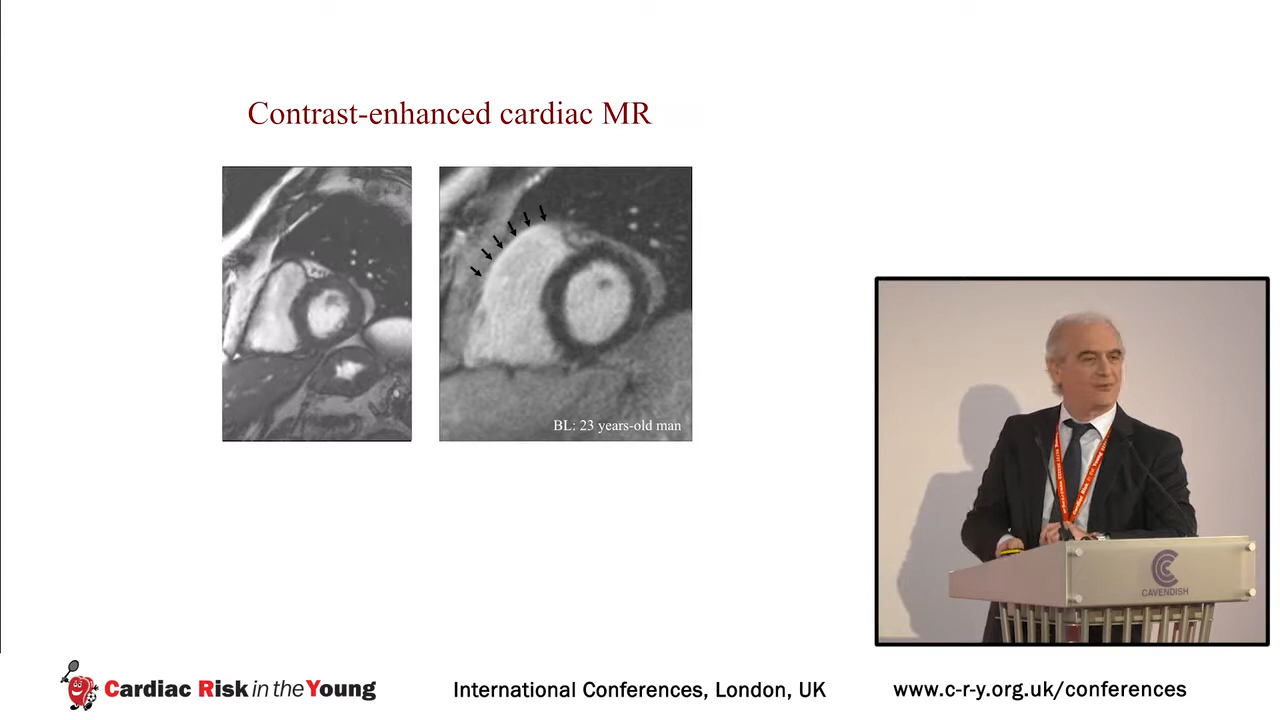 Contrast-enhanced cardiac MR
BL: 23 years-old man
CAVENDISH
Cardiac Risk in the Young
International Conferences, London, UK
www.c-r-y.org.uk/conferences